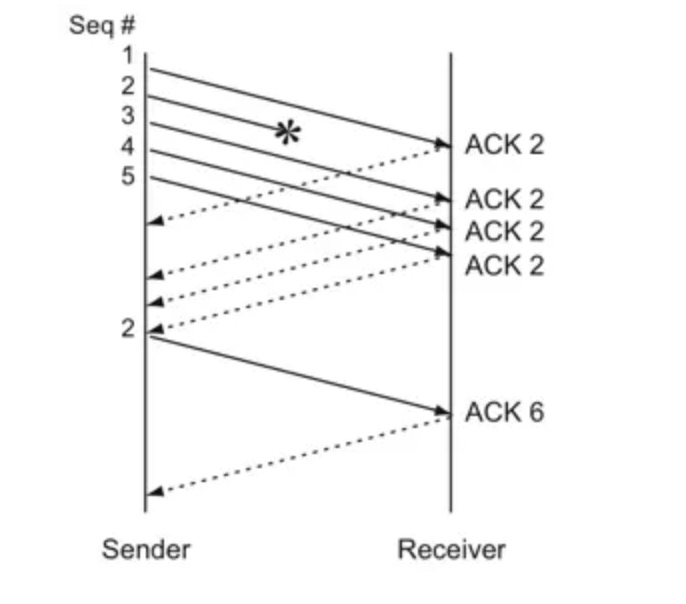 Seq #
1
2
3
4
5
ACK 2
ACK 2
ACK 2
ACK 2
2
ACK 6
Sender Receiver